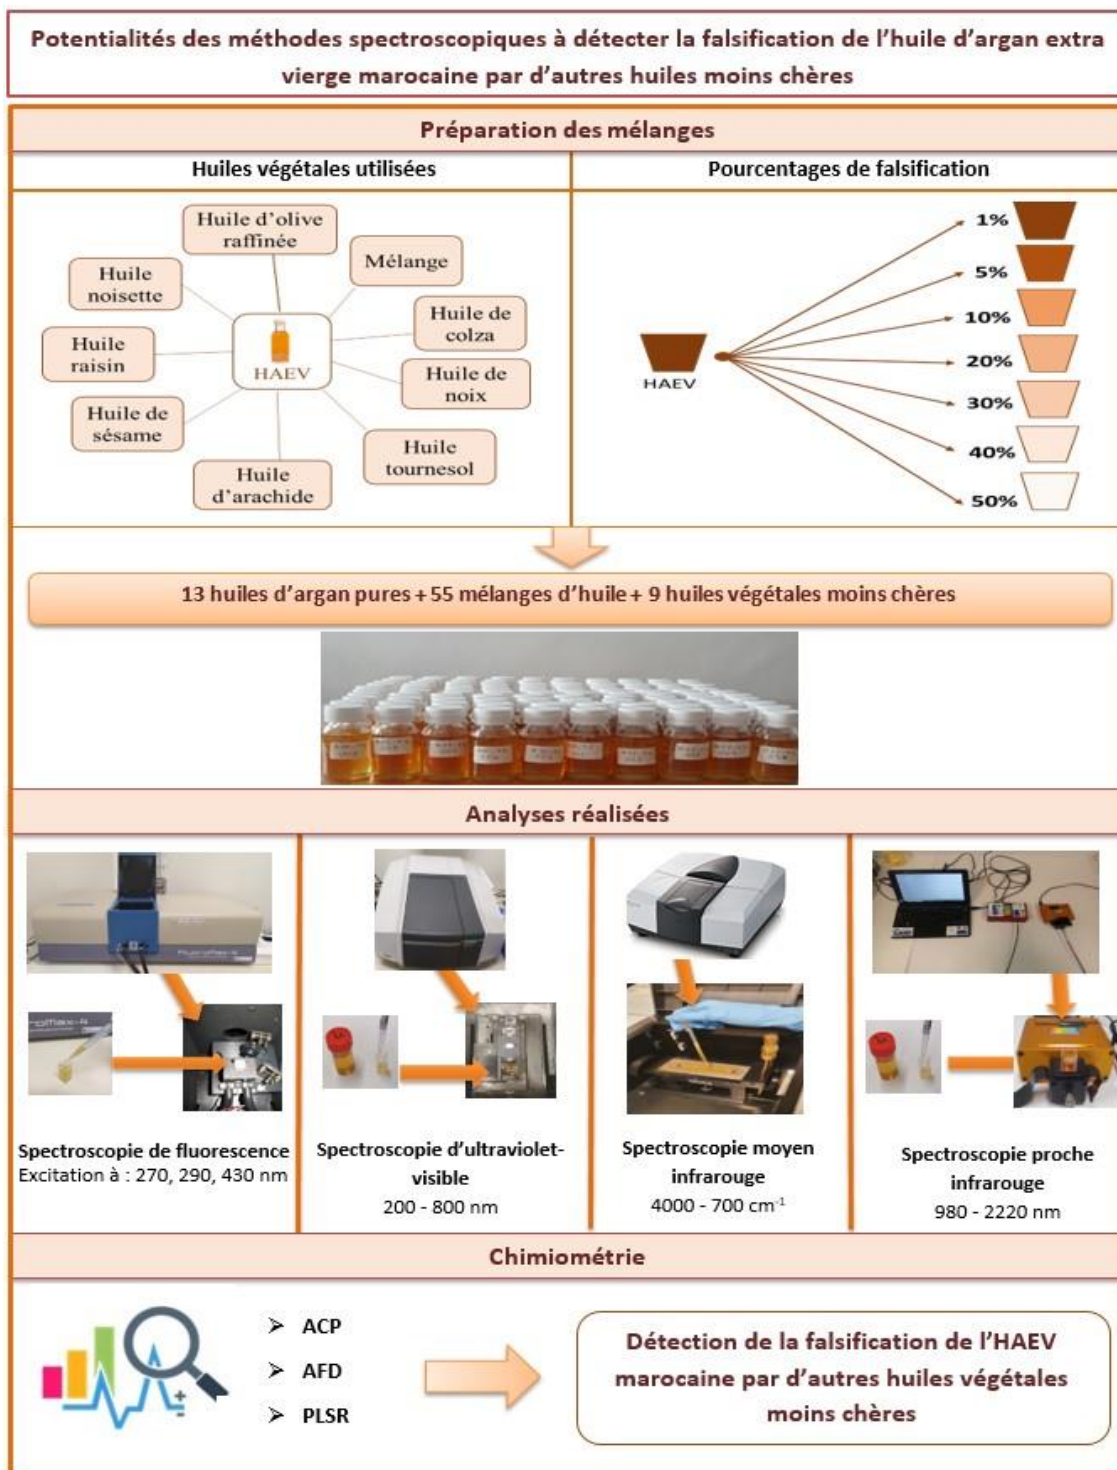 Potentialités des méthodes spectroscopiques à détecter la falsification de l'huile d'argan extra
vierge marocaine par d'autres huiles moins chères
Préparation des mélanges
Huiles végétales utilisées
Pourcentages de falsification
Huile d'olive
raffinée
Mélange
Huile
noisette
Huile de
colza
Huile
raisin
HAEV
Huile de
noix
Huile de
sésame
Huile
tournesol
Huile
d'arachide
1%
5%
10%
20%
30%
40%
50%
HAEV
13 huiles d'argan pures + 55 mélanges d'huile + 9 huiles végétales moins chères
Analyses réalisées
Spectroscopie de fluorescence
Excitation à : 270, 290, 430 nm
Spectroscopie d'ultraviolet-
visible
200 - 800 nm
Spectroscopie moyen
infrarouge
4000 - 700 cm⁻¹
Spectroscopie proche
infrarouge
980 - 2220 nm
Chimiométrie
➢ ACP
➢ AFD
➢ PLSR
Détection de la falsification de l'HAEV
marocaine par d'autres huiles végétales
moins chères